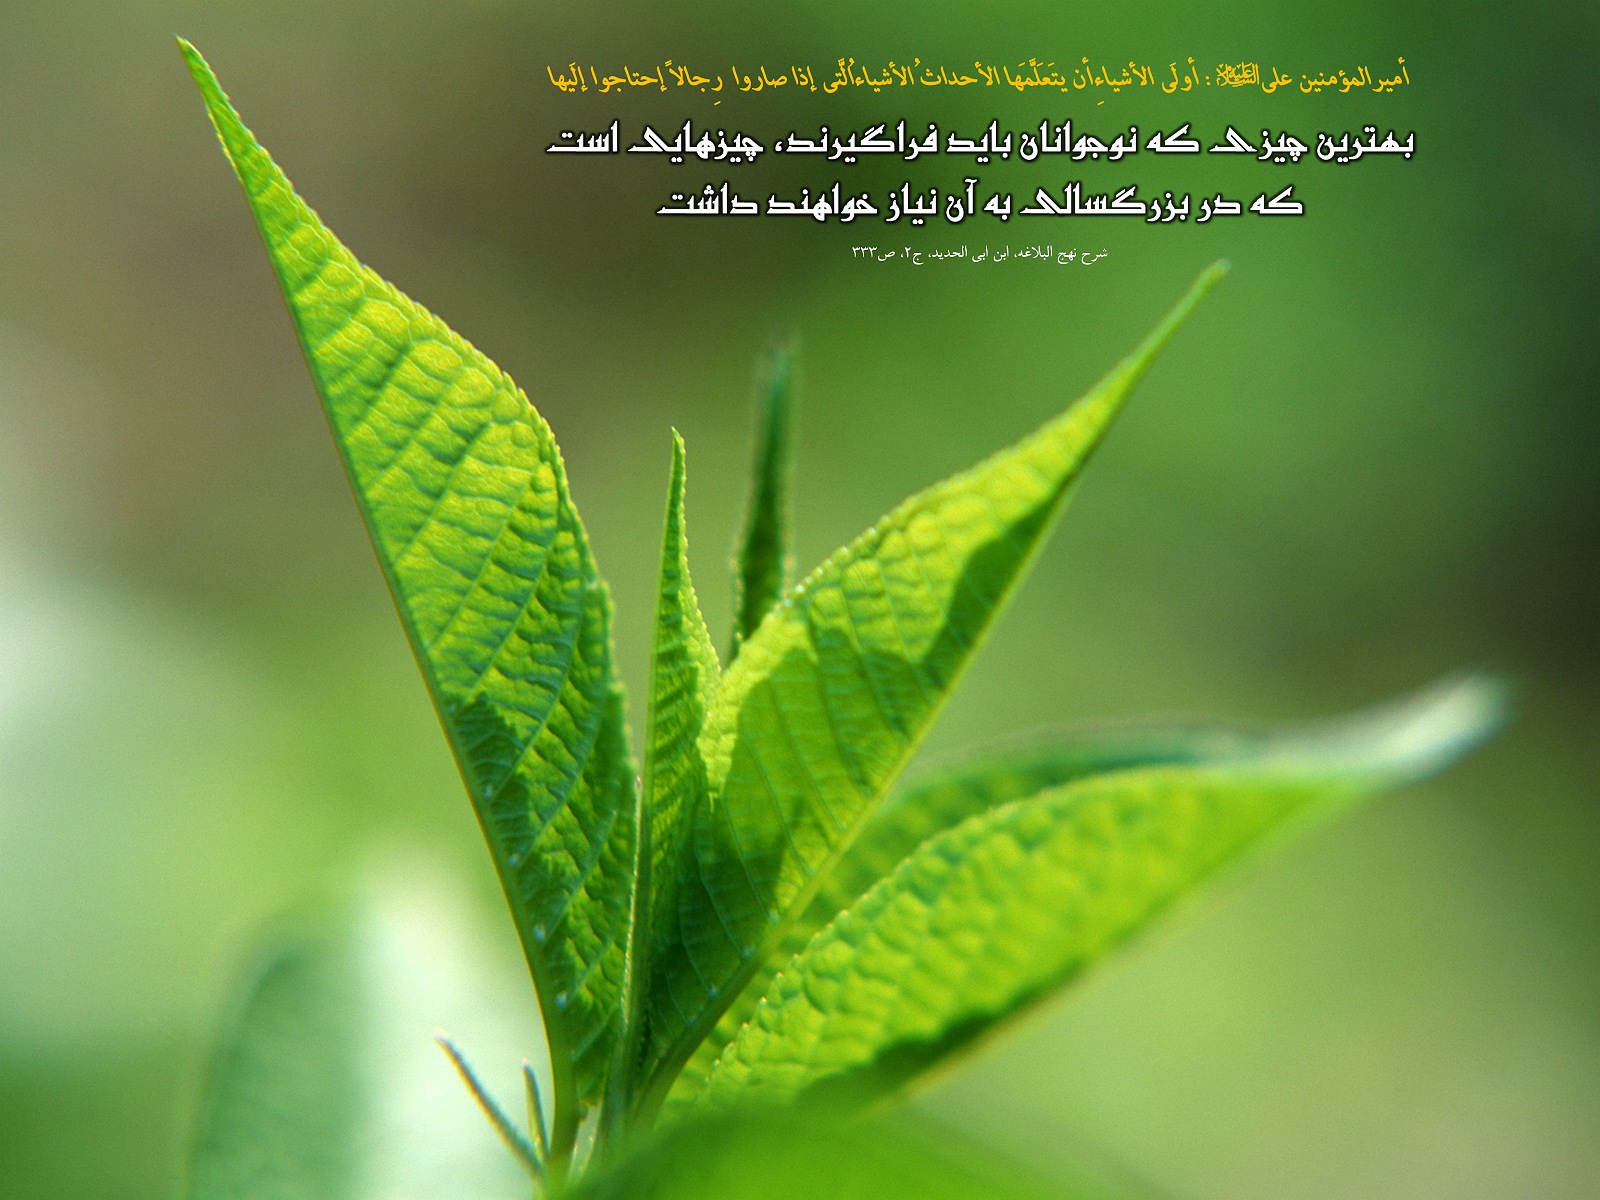 أمیرالمؤمنین علی علیه‌السلام : أولَی الأشیاءِ أن یتَعَلَّمَها الأحداثُ الأشیاءُ الَّتی إذا صاروا رِجالاً إحتاجوا إلَیها
بهترین چیزی که نوجوانان باید فراگیرند، چیزهایی است
که در بزرگسالی به آن نیاز خواهند داشت
شرح نهج البلاغه، ابن ابی الحدید، ج۲، ص۳۳۳